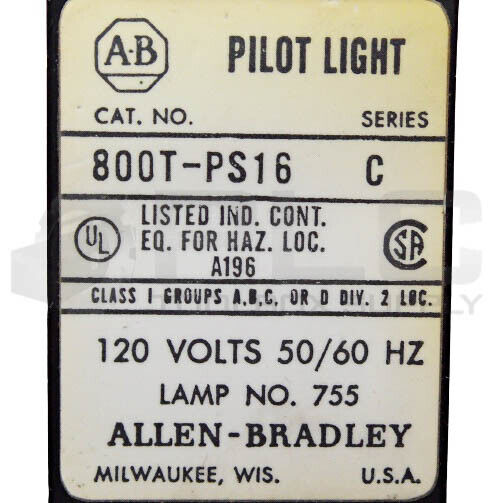 A-B PILOT LIGHT
CAT. NO. SERIES
800T-PS16 C
UL LISTED IND. CONT. SA
EQ. FOR HAZ. LOC.
A196
CLASS I GROUPS A,B,C, OR D DIV. 2 LOC.
120 VOLTS 50/60 HZ
LAMP NO. 755
ALLEN-BRADLEY
MILWAUKEE, WIS. U.S.A.